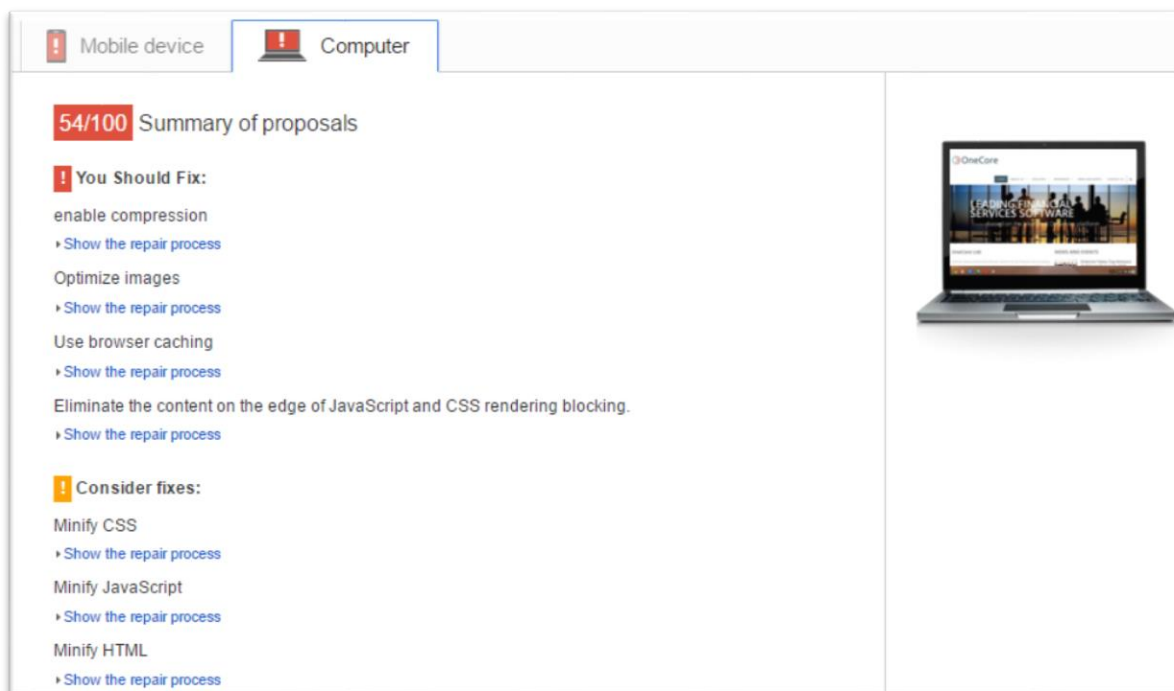 Mobile device
Computer
54/100 Summary of proposals
! You Should Fix:
enable compression
Show the repair process
Optimize images
Show the repair process
Use browser caching
Show the repair process
Eliminate the content on the edge of JavaScript and CSS rendering blocking.
Show the repair process
! Consider fixes:
Minify CSS
Show the repair process
Minify JavaScript
Show the repair process
Minify HTML
Show the repair process
OneCore
LEADING FINANCIAL
SERVICES SOFTWARE